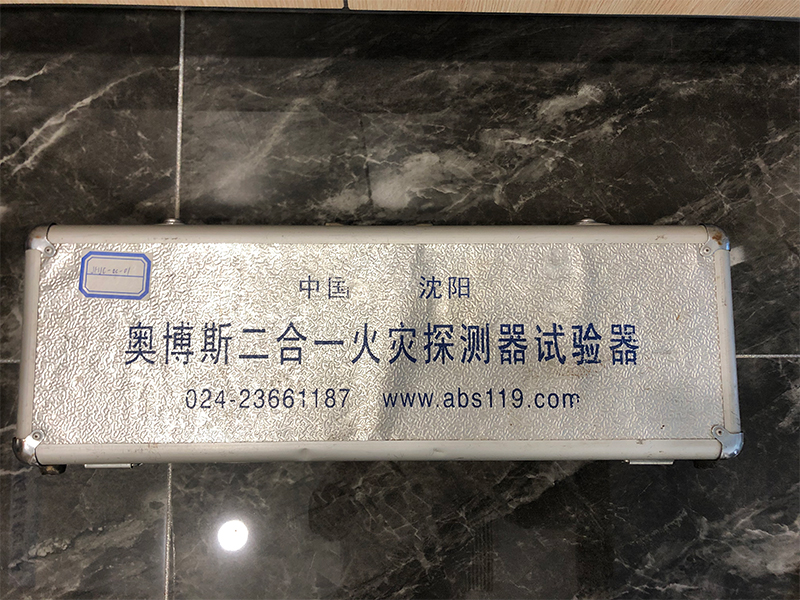 中国 沈阳
奥博斯二合一火灾探测器试验器
024-23661187 www.abs119.com